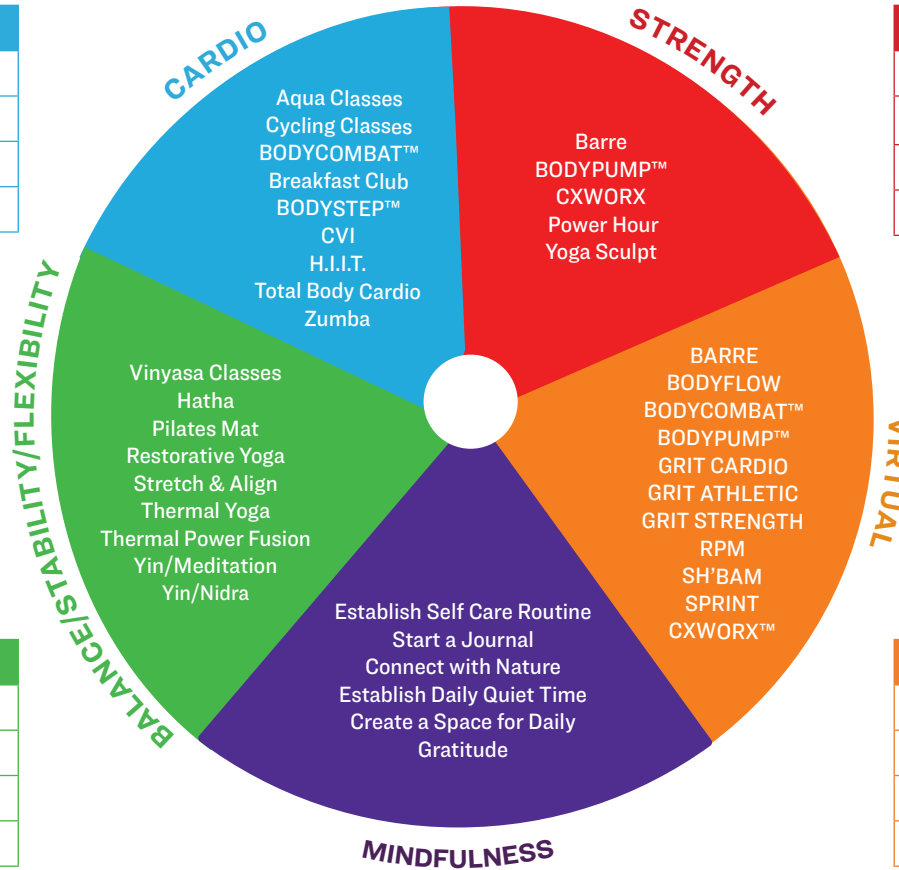 CARDIO
Aqua Classes
Cycling Classes
BODYCOMBAT™
Breakfast Club
BODYSTEP™
CVI
H.I.I.T.
Total Body Cardio
Zumba
STRENGTH
Barre
BODYPUMP™
CXWORX
Power Hour
Yoga Sculpt
VIRTUAL
BARRE
BODYFLOW
BODYCOMBAT™
BODYPUMP™
GRIT CARDIO
GRIT ATHLETIC
GRIT STRENGTH
RPM
SH'BAM
SPRINT
CXWORX™
BALANCE/STABILITY/FLEXIBILITY
Vinyasa Classes
Hatha
Pilates Mat
Restorative Yoga
Stretch & Align
Thermal Yoga
Thermal Power Fusion
Yin/Meditation
Yin/Nidra
Establish Self Care Routine
Start a Journal
Connect with Nature
Establish Daily Quiet Time
Create a Space for Daily
Gratitude
MINDFULNESS